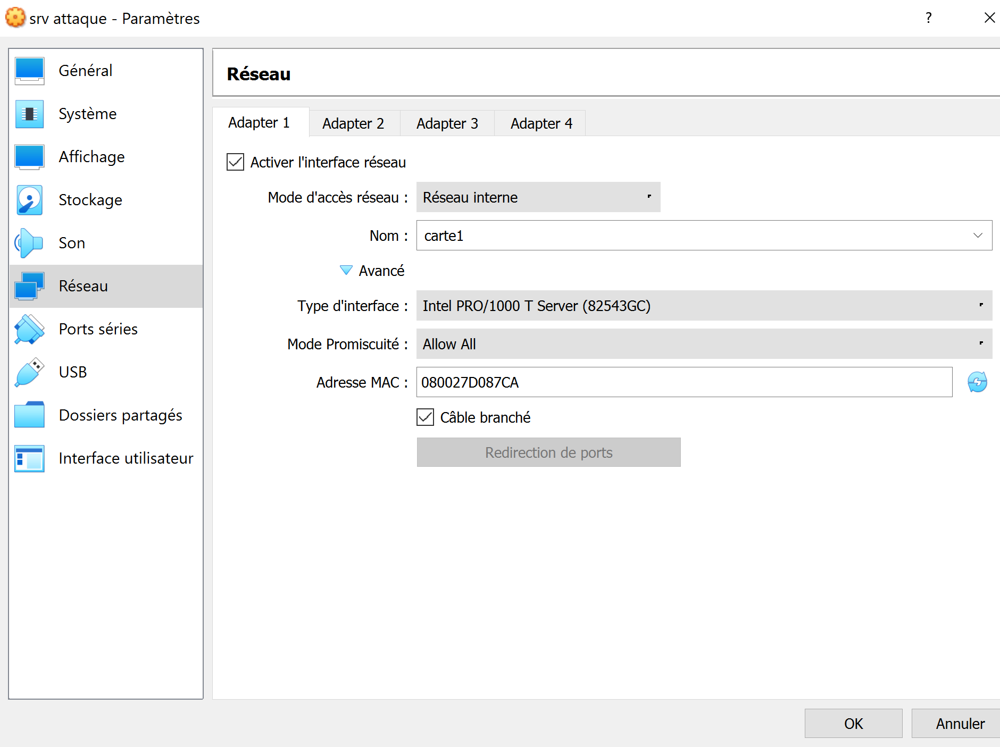 srv attaque - Paramètres
?
Général
Système
Affichage
Stockage
Son
Réseau
Ports séries
USB
Dossiers partagés
Interface utilisateur
Réseau
Adapter 1 Adapter 2 Adapter 3 Adapter 4
Activer l'interface réseau
Mode d'accès réseau : Réseau interne
Nom : carte1
Avancé
Type d'interface : Intel PRO/1000 T Server (82543GC)
Mode Promiscuité : Allow All
Adresse MAC : 080027D087CA
Câble branché
Redirection de ports
OK Annuler